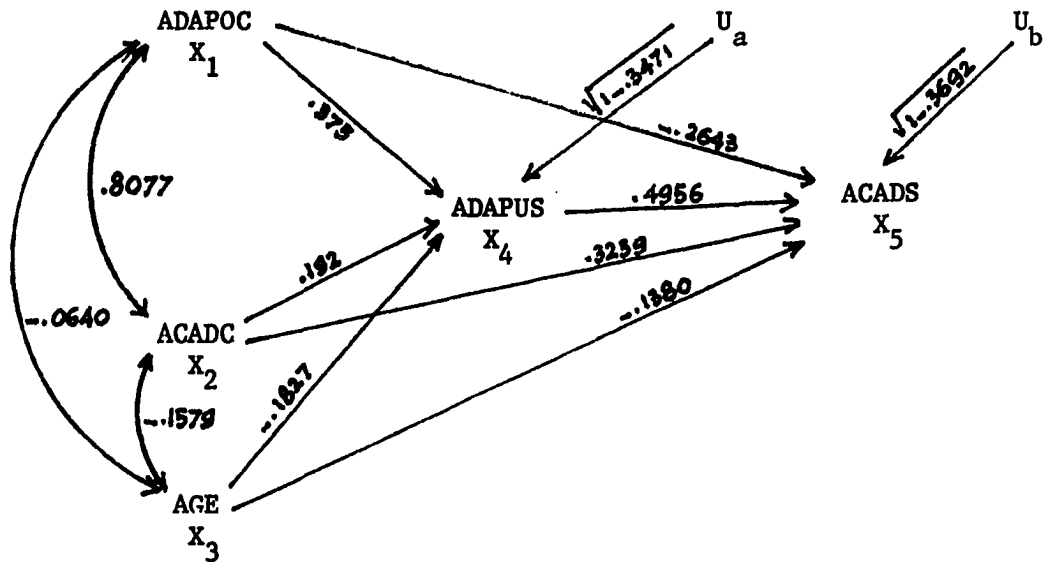 ADAPOC
X1
Ua
Ub
√1-.3471
√1-.3692
.375
-.2643
.8077
ADAPUS
X4
.4956
ACADS
X5
.192
.3239
-.0640
ACADC
X2
-.1380
-.1579
-.1827
AGE
X3